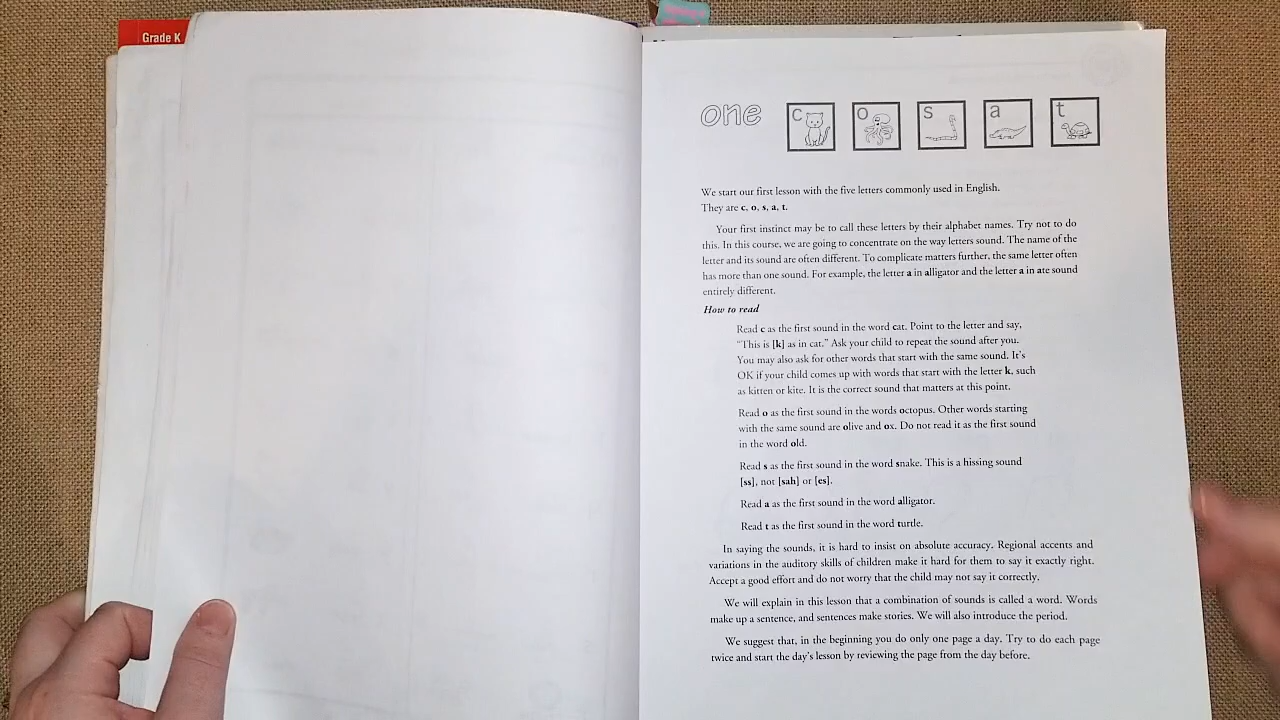 Grade K
one
c
o
s
a
t
We start our first lesson with the five letters commonly used in English.
They are c, o, s, a, t.
Your first instinct may be to call these letters by their alphabet names. Try not to do
this. In this course, we are going to concentrate on the way letters sound. The name of the
letter and its sound are often different. To complicate matters further, the same letter often
has more than one sound. For example, the letter a in alligator and the letter a in ate sound
entirely different.
How to read
Read c as the first sound in the word cat. Point to the letter and say,
"This is [k] as in cat." Ask your child to repeat the sound after you.
You may also ask for other words that start with the same sound. It's
OK if your child comes up with words that start with the letter k, such
as kitten or kite. It is the correct sound that matters at this point.
Read o as the first sound in the words octopus. Other words starting
with the same sound are olive and ox. Do not read it as the first sound
in the word old.
Read s as the first sound in the word snake. This is a hissing sound
[ss], not [sah] or [es].
Read a as the first sound in the word alligator.
Read t as the first sound in the word turtle.
In saying the sounds, it is hard to insist on absolute accuracy. Regional accents and
variations in the auditory skills of children make it hard for them to say it exactly right.
Accept a good effort and do not worry that the child may not say it correctly.
We will explain in this lesson that a combination of sounds is called a word. Words
make up a sentence, and sentences make stories. We will also introduce the period.
We suggest that, in the beginning you do only one page a day. Try to do each page
twice and start the day's lesson by reviewing the page from the day before.